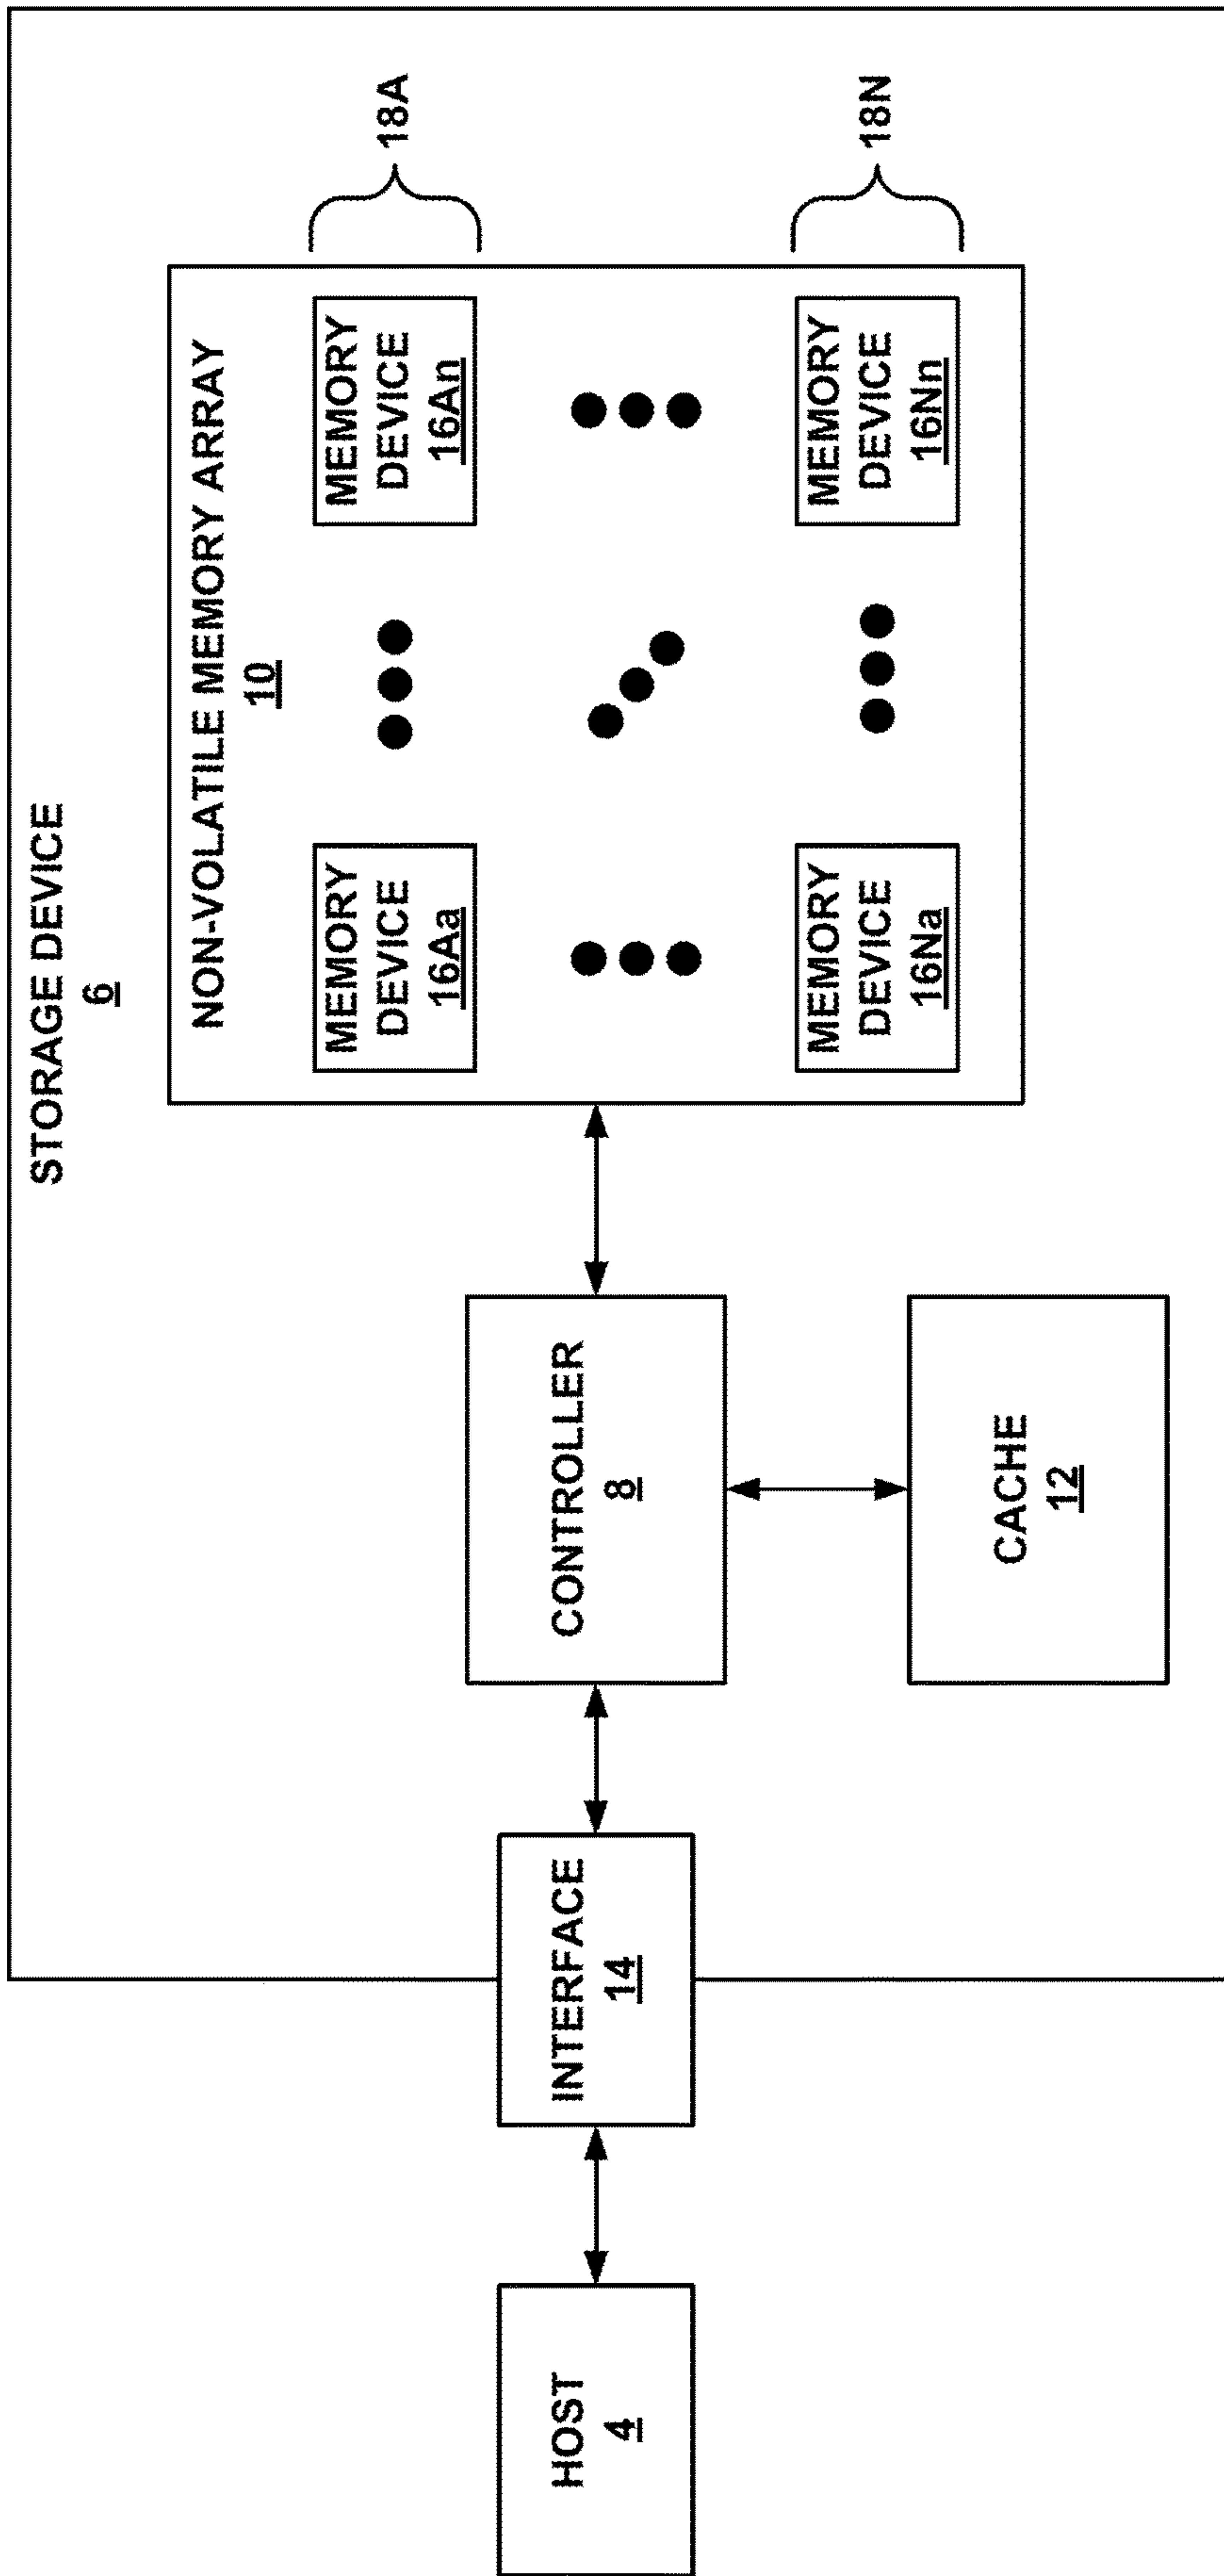 STORAGE DEVICE
6
NON-VOLATILE MEMORY ARRAY
10
MEMORY
DEVICE
16Aa
MEMORY
DEVICE
16An
18A
HOST
4
INTERFACE
14
CONTROLLER
8
CACHE
12
MEMORY
DEVICE
16Na
MEMORY
DEVICE
16Nn
18N